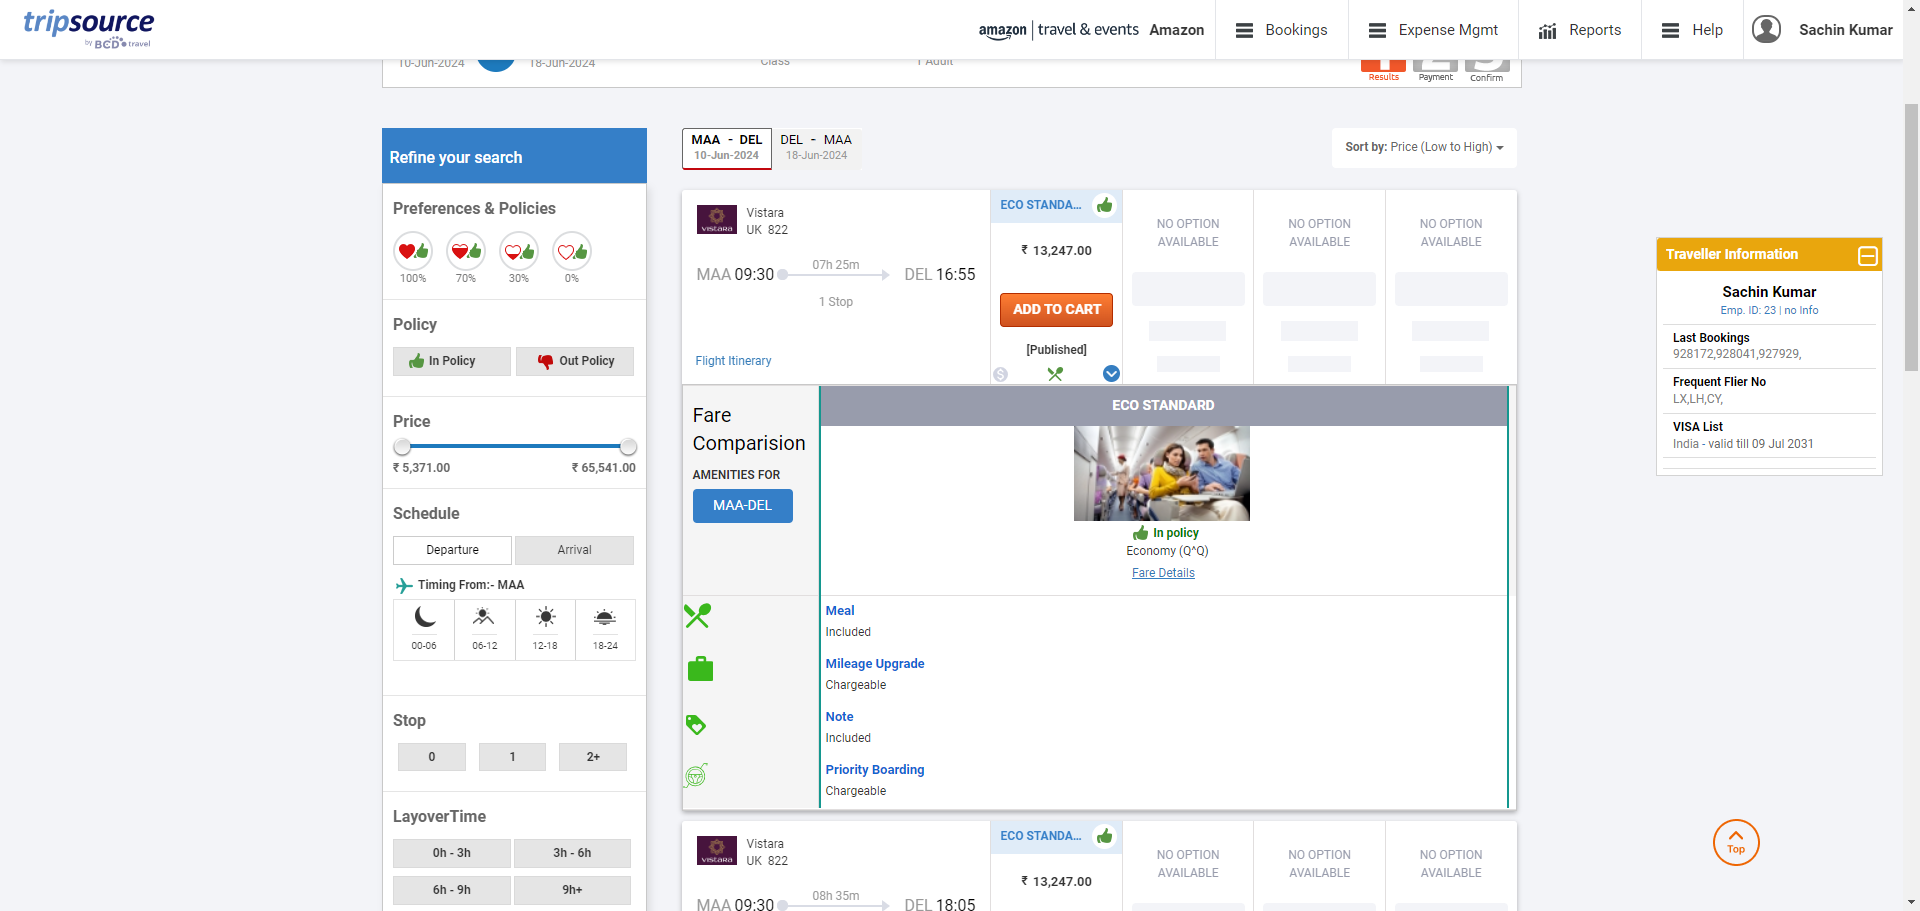 tripsource
by BCD travel
amazon travel & events Amazon
Bookings
Expense Mgmt
Reports
Help
Sachin Kumar
10-Jun-2024
18-Jun-2024
Class
1 Adult
Results
Payment
Confirm
Refine your search
Preferences & Policies
100% 70% 30% 0%
Policy
In Policy
Out Policy
Price
₹ 5,371.00 ₹ 65,541.00
Schedule
Departure
Arrival
Timing From:- MAA
00-06 06-12 12-18 18-24
Stop
0 1 2+
LayoverTime
0h - 3h 3h - 6h
6h - 9h 9h+
MAA - DEL
10-Jun-2024
DEL - MAA
18-Jun-2024
Sort by: Price (Low to High)
Vistara
UK 822
VISTARA
MAA 09:30
07h 25m
DEL 16:55
1 Stop
Flight Itinerary
ECO STANDA...
₹ 13,247.00
ADD TO CART
[Published]
$
NO OPTION
AVAILABLE
NO OPTION
AVAILABLE
NO OPTION
AVAILABLE
Fare
Comparision
AMENITIES FOR
MAA-DEL
ECO STANDARD
In policy
Economy (Q^Q)
Fare Details
Meal
Included
Mileage Upgrade
Chargeable
Note
Included
Priority Boarding
Chargeable
Vistara
UK 822
VISTARA
MAA 09:30
08h 35m
DEL 18:05
ECO STANDA...
₹ 13,247.00
NO OPTION
AVAILABLE
NO OPTION
AVAILABLE
NO OPTION
AVAILABLE
Traveller Information
Sachin Kumar
Emp. ID: 23 | no Info
Last Bookings
928172,928041,927929,
Frequent Flier No
LX,LH,CY,
VISA List
India - valid till 09 Jul 2031
Top